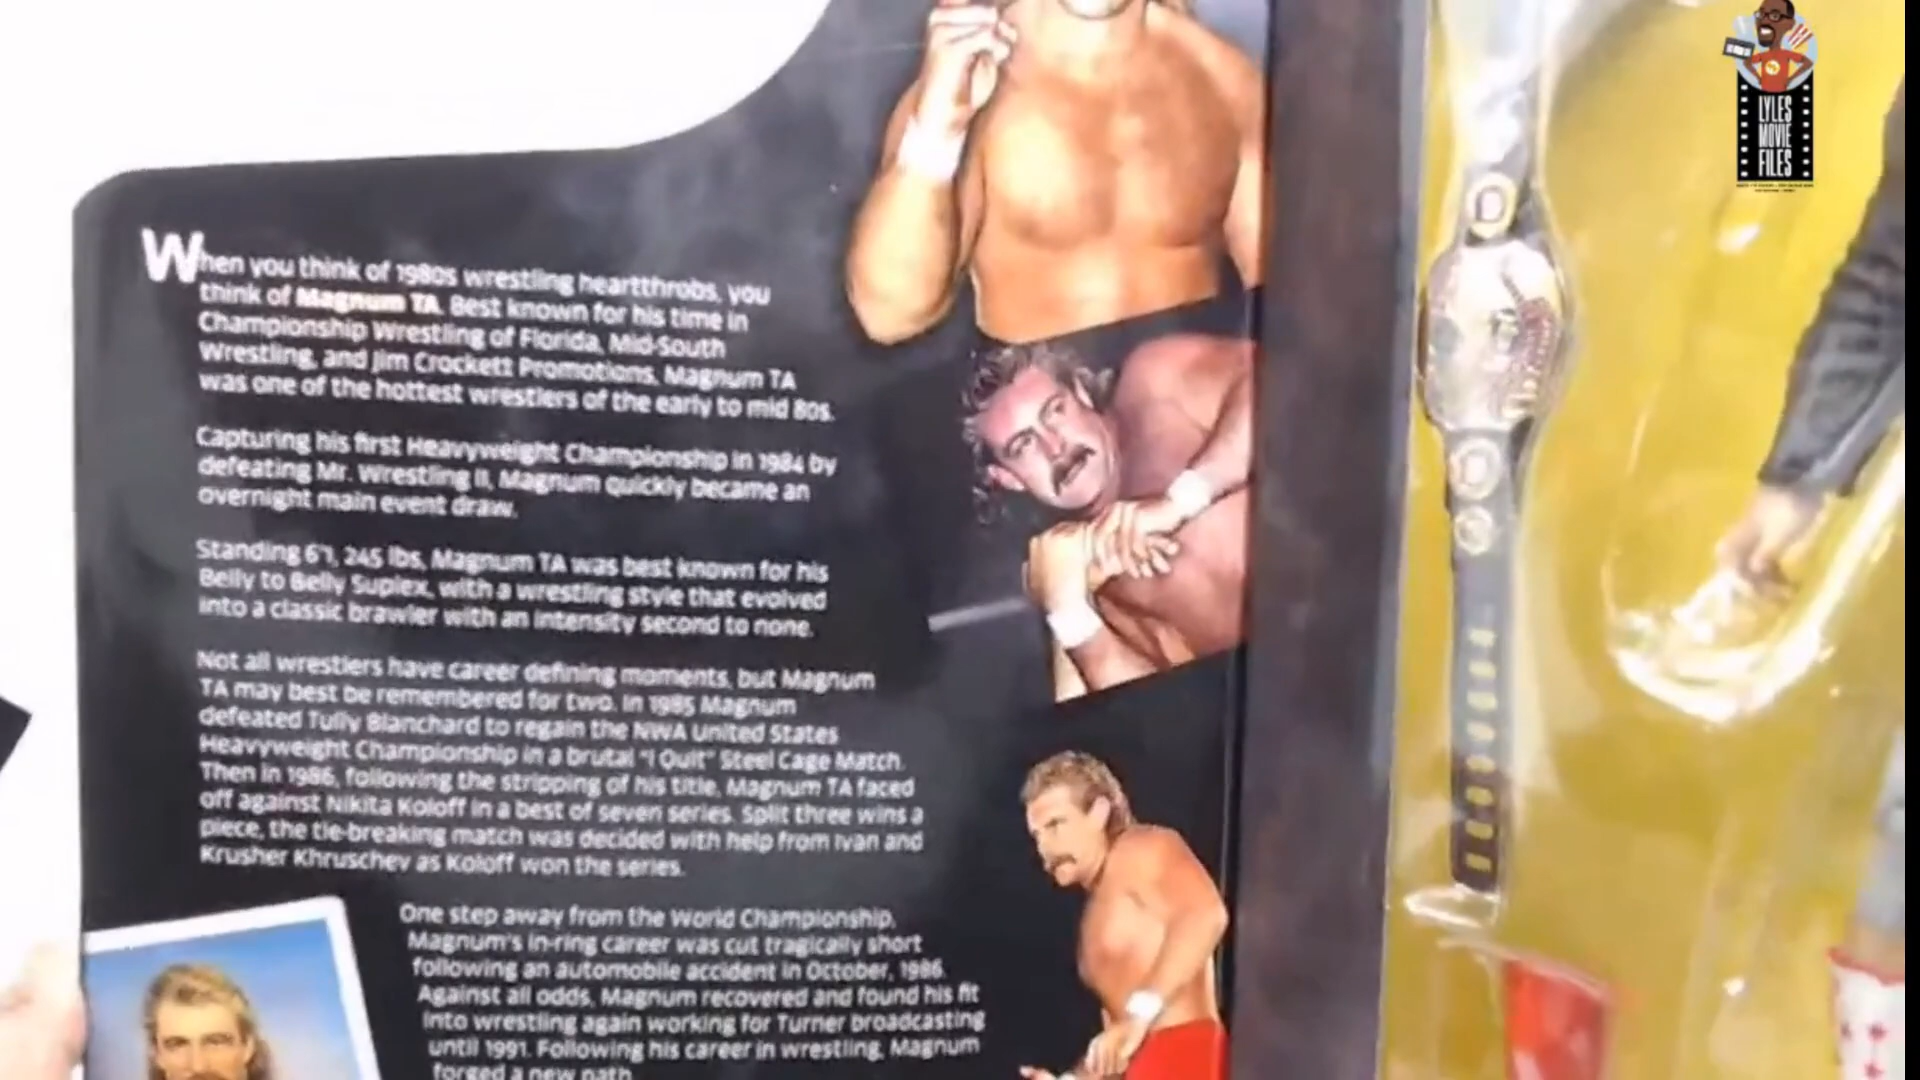 When you think of 1980s wrestling heartthrobs, you
think of Magnum TA. Best known for his time in
Championship Wrestling of Florida, Mid-South
Wrestling, and Jim Crockett Promotions, Magnum TA
was one of the hottest wrestlers of the early to mid 80s.
Capturing his first Heavyweight Championship in 1984 by
defeating Mr. Wrestling II, Magnum quickly became an
overnight main event draw.
Standing 6'1, 245 lbs, Magnum TA was best known for his
Belly to Belly Suplex, with a wrestling style that evolved
into a classic brawler with an intensity second to none.
Not all wrestlers have career defining moments, but Magnum
TA may best be remembered for two. In 1985 Magnum
defeated Tully Blanchard to regain the NWA United States
Heavyweight Championship in a brutal "I Quit" Steel Cage Match.
Then in 1986, following the stripping of his title, Magnum TA faced
off against Nikita Koloff in a best of seven series. Split three wins a
piece, the tie-breaking match was decided with help from Ivan and
Krusher Khruschev as Koloff won the series.
One step away from the World Championship,
Magnum's in-ring career was cut tragically short
following an automobile accident in October, 1986.
Against all odds, Magnum recovered and found his fit
into wrestling again working for Turner broadcasting
until 1991. Following his career in wrestling, Magnum
forged a new path
LYLES
MOVIE
FILES